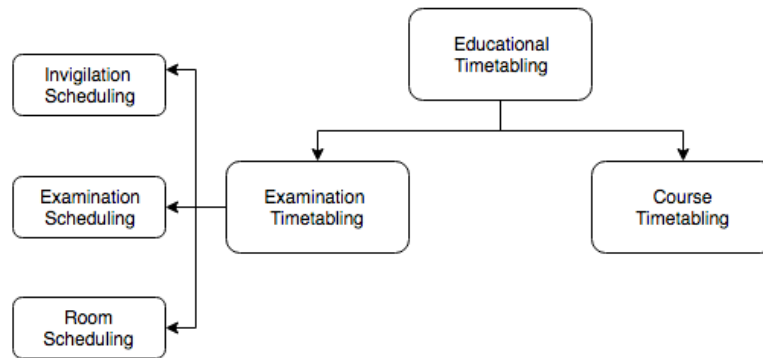 Educational
Timetabling
Invigilation
Scheduling
Examination
Scheduling
Examination
Timetabling
Course
Timetabling
Room
Scheduling